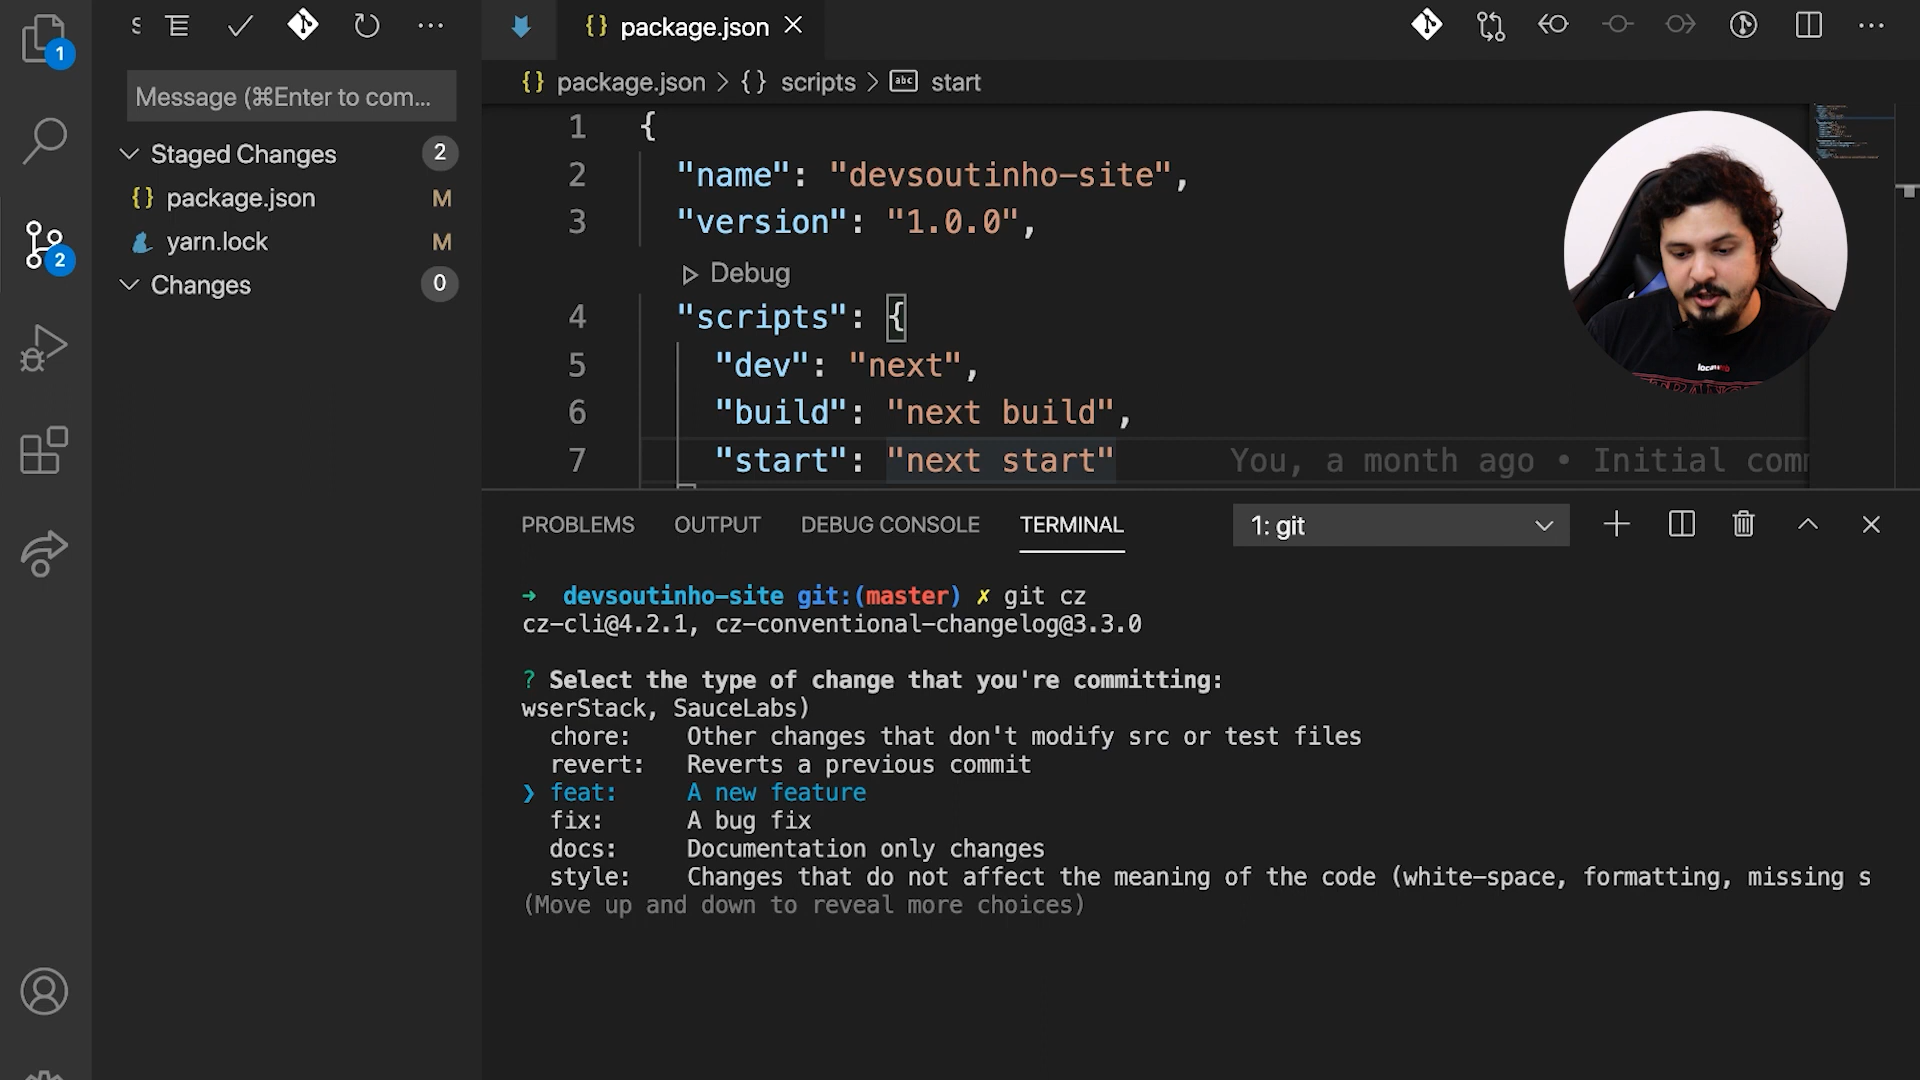 1
S
package.json
Message (⌘Enter to com...
package.json > {} scripts > abc start
Staged Changes 2
{} package.json M
yarn.lock M
2
Changes 0
1 {
2 "name": "devsoutinho-site",
3 "version": "1.0.0",
Debug
4 "scripts": {
5 "dev": "next",
6 "build": "next build",
7 "start": "next start" You, a month ago • Initial com
PROBLEMS OUTPUT DEBUG CONSOLE TERMINAL 1: git
➜ devsoutinho-site git:(master) ✗ git cz
cz-cli@4.2.1, cz-conventional-changelog@3.3.0
? Select the type of change that you're committing:
wserStack, SauceLabs)
chore: Other changes that don't modify src or test files
revert: Reverts a previous commit
❯ feat: A new feature
fix: A bug fix
docs: Documentation only changes
style: Changes that do not affect the meaning of the code (white-space, formatting, missing s
(Move up and down to reveal more choices)